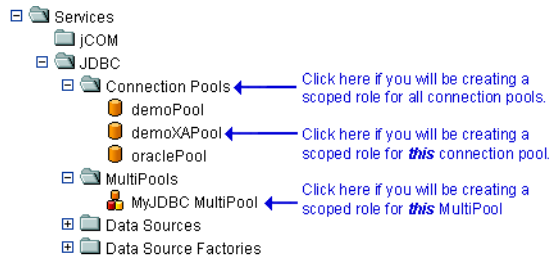 Services
jCOM
JDBC
Connection Pools
Click here if you will be creating a
scoped role for all connection pools.
demoPool
demoXAPool
Click here if you will be creating a
scoped role for this connection pool.
oraclePool
MultiPools
MyJDBC MultiPool
Click here if you will be creating a
scoped role for this MultiPool
Data Sources
Data Source Factories